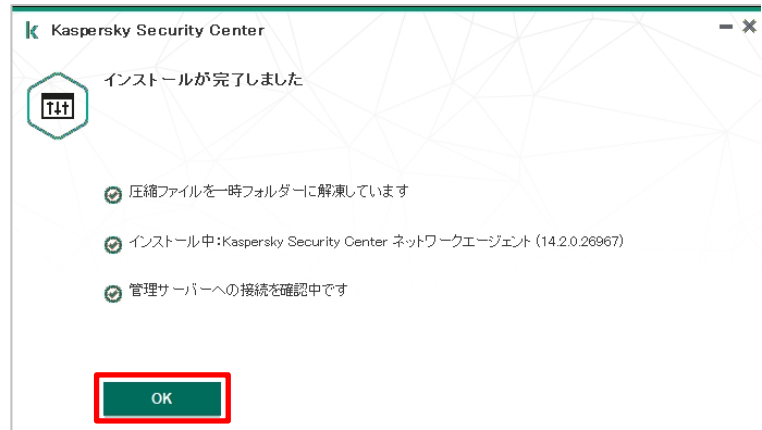 Kaspersky Security Center
インストールが完了しました
圧縮ファイルを一時フォルダーに解凍しています
インストール中:Kaspersky Security Center ネットワークエージェント (14.2.0.26967)
管理サーバーへの接続を確認中です
OK